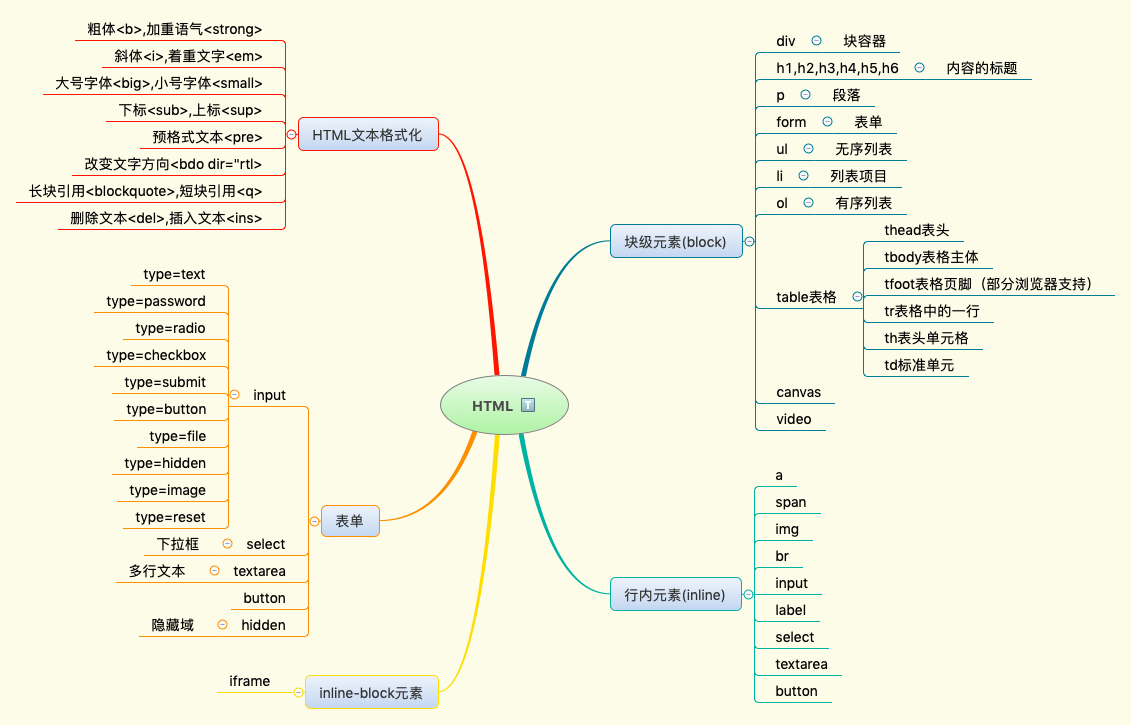 HTML
HTML文本格式化
粗体<b>,加重语气<strong>
斜体<i>,着重文字<em>
大号字体<big>,小号字体<small>
下标<sub>,上标<sup>
预格式文本<pre>
改变文字方向<bdo dir="rtl>
长块引用<blockquote>,短块引用<q>
删除文本<del>,插入文本<ins>
表单
input
type=text
type=password
type=radio
type=checkbox
type=submit
type=button
type=file
type=hidden
type=image
type=reset
下拉框 select
多行文本 textarea
button
隐藏域 hidden
inline-block元素
iframe
块级元素(block)
div 块容器
h1,h2,h3,h4,h5,h6 内容的标题
p 段落
form 表单
ul 无序列表
li 列表项目
ol 有序列表
table表格
thead表头
tbody表格主体
tfoot表格页脚（部分浏览器支持）
tr表格中的一行
th表头单元格
td标准单元
canvas
video
行内元素(inline)
a
span
img
br
input
label
select
textarea
button